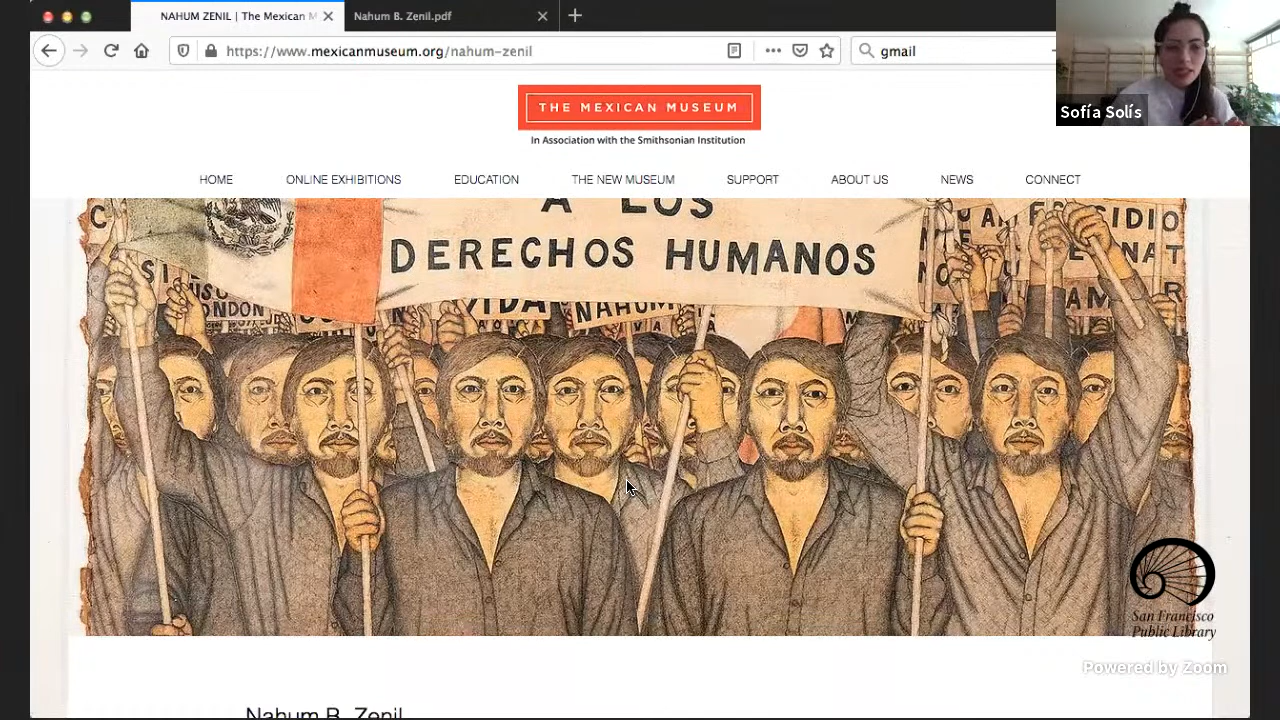 NAHUM ZENIL | The Mexican M
Nahum B. Zenil.pdf
https://www.mexicanmuseum.org/nahum-zenil
gmail
Sofía Solís
THE MEXICAN MUSEUM
In Association with the Smithsonian Institution
HOME ONLINE EXHIBITIONS EDUCATION THE NEW MUSEUM SUPPORT ABOUT US NEWS CONNECT
A LOS
DERECHOS HUMANOS
VIDA
NAHUM
San Francisco
Public Library
Powered by Zoom
Nahum B. Zenil